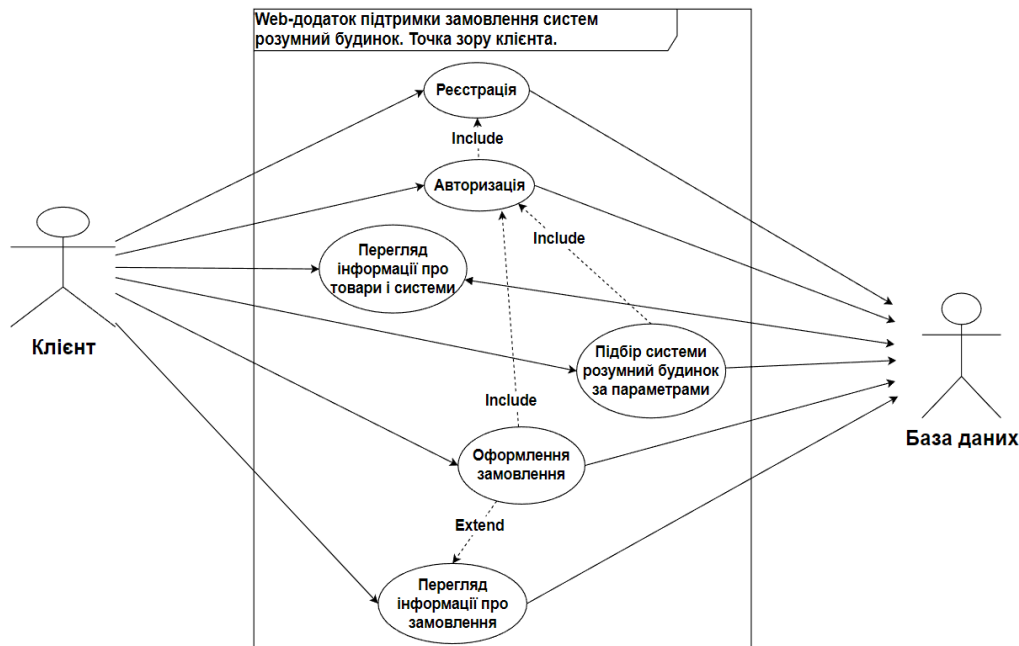 Web-додаток підтримки замовлення систем
розумний будинок. Точка зору клієнта.
Реєстрація
Include
Авторизація
Include
Перегляд
інформації про
товари і системи
Клієнт
Підбір системи
розумний будинок
за параметрами
Include
База даних
Оформлення
замовлення
Extend
Перегляд
інформації про
замовлення